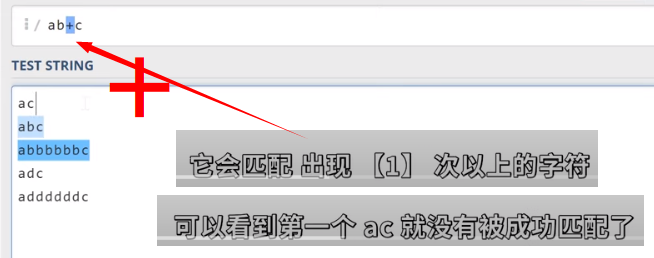 / ab+c
TEST STRING
ac
abc
abbbbbbc
adc
addddddc
它会匹配 出现 【1】 次以上的字符
可以看到第一个 ac 就没有被成功匹配了